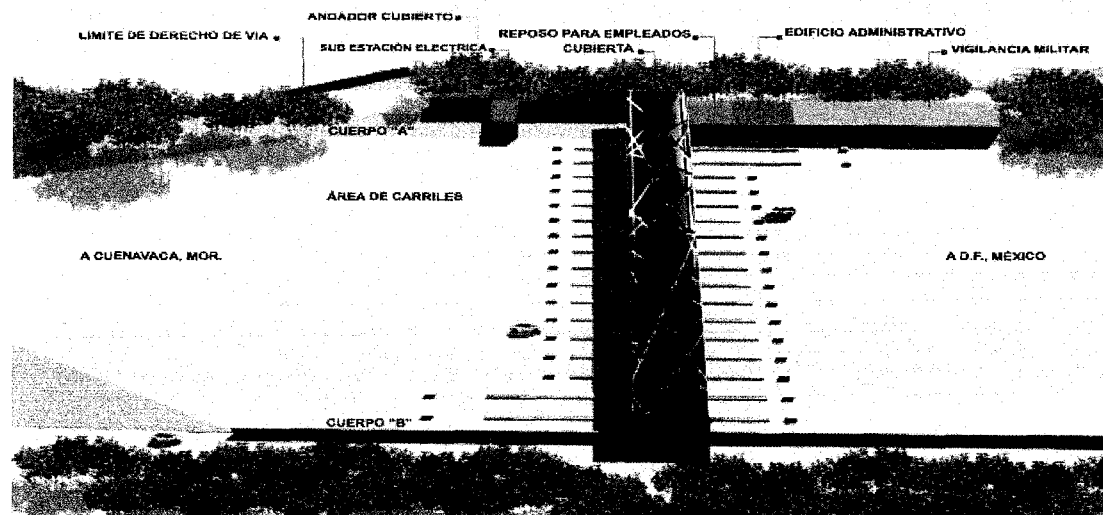 ANDADOR CUBIERTO
LIMITE DE DERECHO DE VIA
SUB ESTACIÓN ELECTRICA
REPOSO PARA EMPLEADOS
EDIFICIO ADMINISTRATIVO
CUBIERTA
VIGILANCIA MILITAR
CUERPO "A"
ÁREA DE CARRILES
A CUENAVACA, MOR.
A D.F., MÉXICO
CUERPO "B"